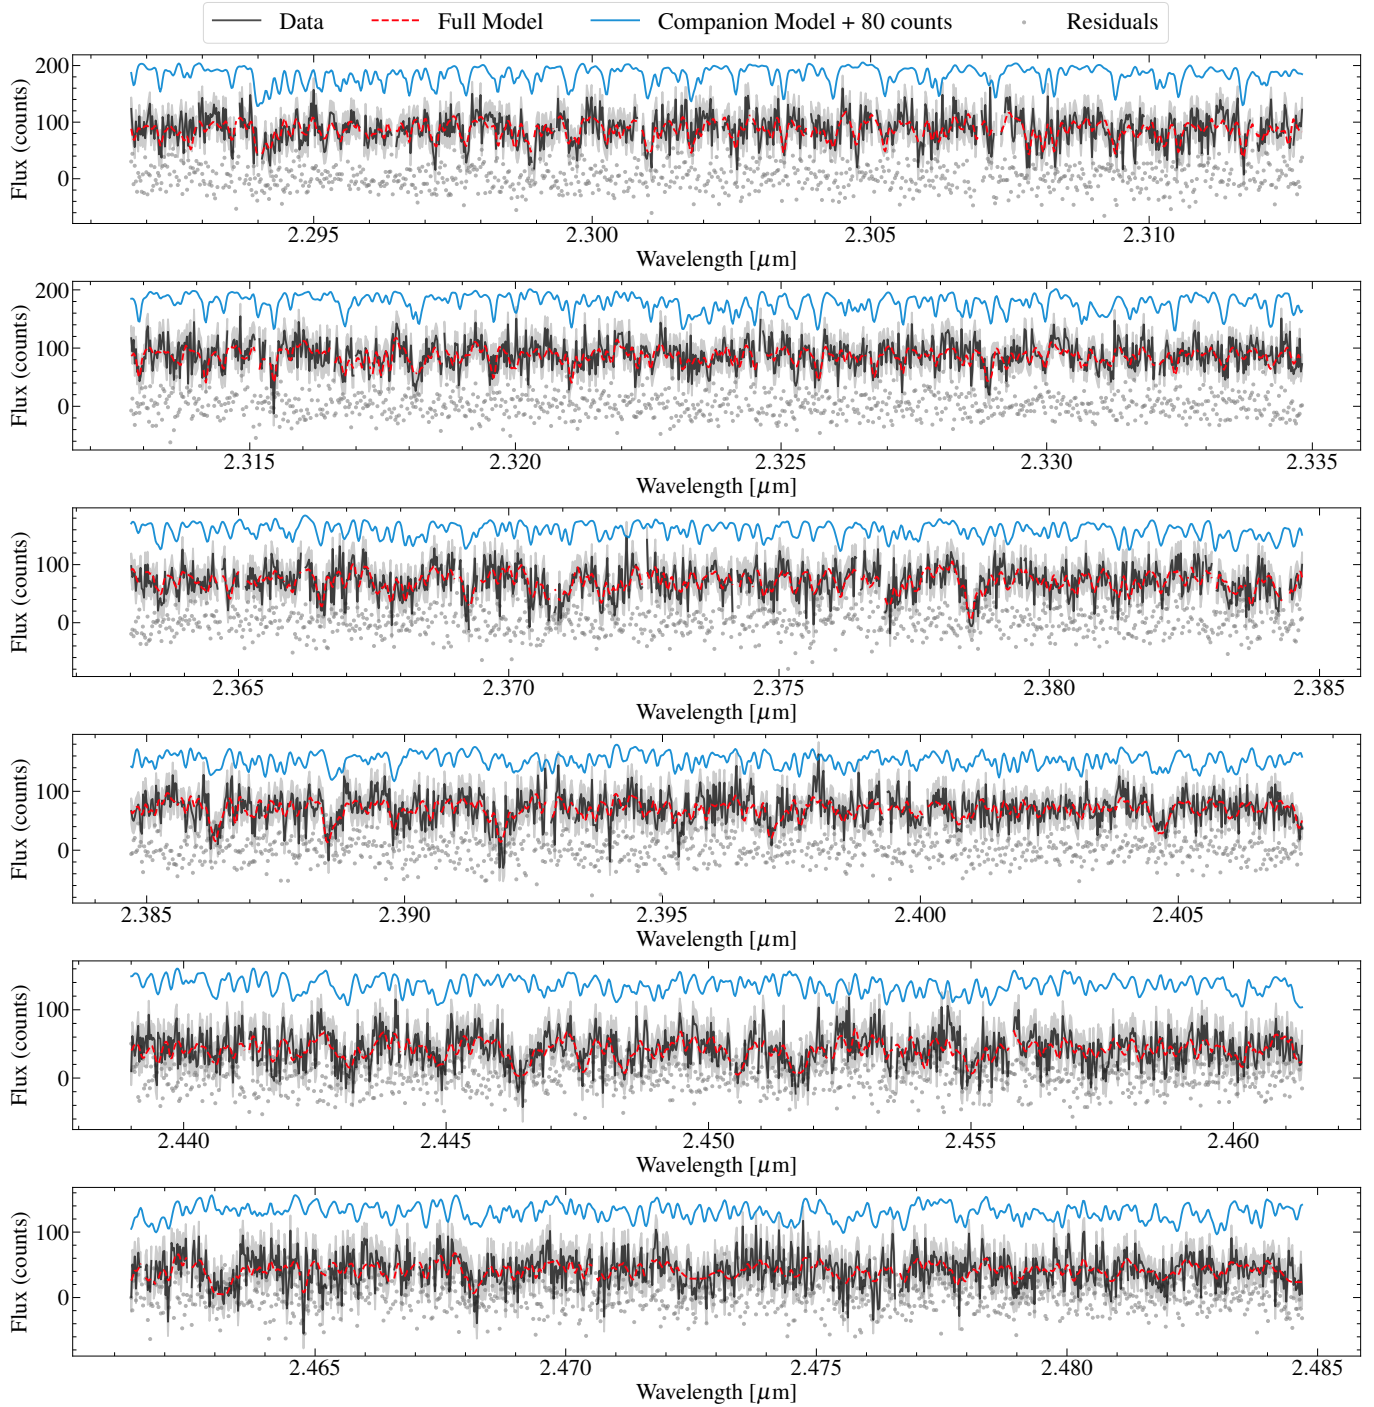 Data Full Model Companion Model + 80 counts Residuals
200
100
0
Flux (counts)
2.295 2.300 2.305 2.310
Wavelength [μm]
200
100
0
Flux (counts)
2.315 2.320 2.325 2.330 2.335
Wavelength [μm]
100
0
Flux (counts)
2.365 2.370 2.375 2.380 2.385
Wavelength [μm]
100
0
Flux (counts)
2.385 2.390 2.395 2.400 2.405
Wavelength [μm]
100
0
Flux (counts)
2.440 2.445 2.450 2.455 2.460
Wavelength [μm]
100
0
Flux (counts)
2.465 2.470 2.475 2.480 2.485
Wavelength [μm]